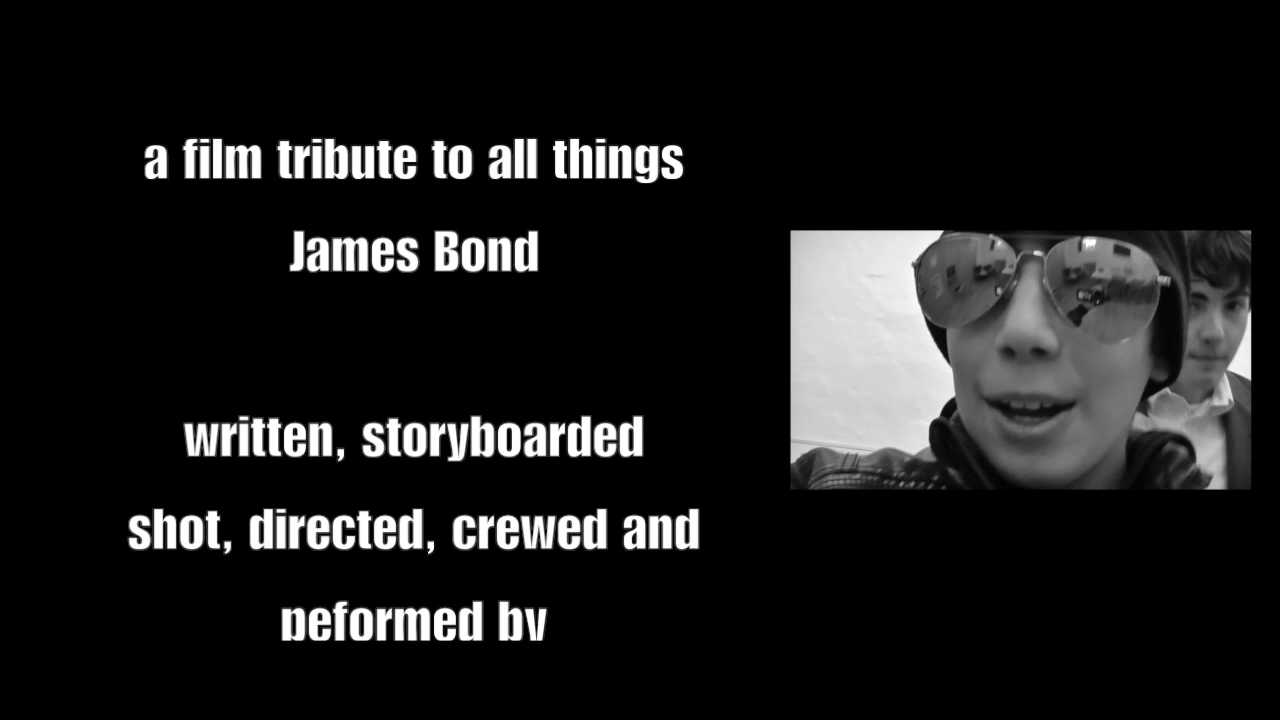 a film tribute to all things
James Bond
written, storyboarded
shot, directed, crewed and
peformed by